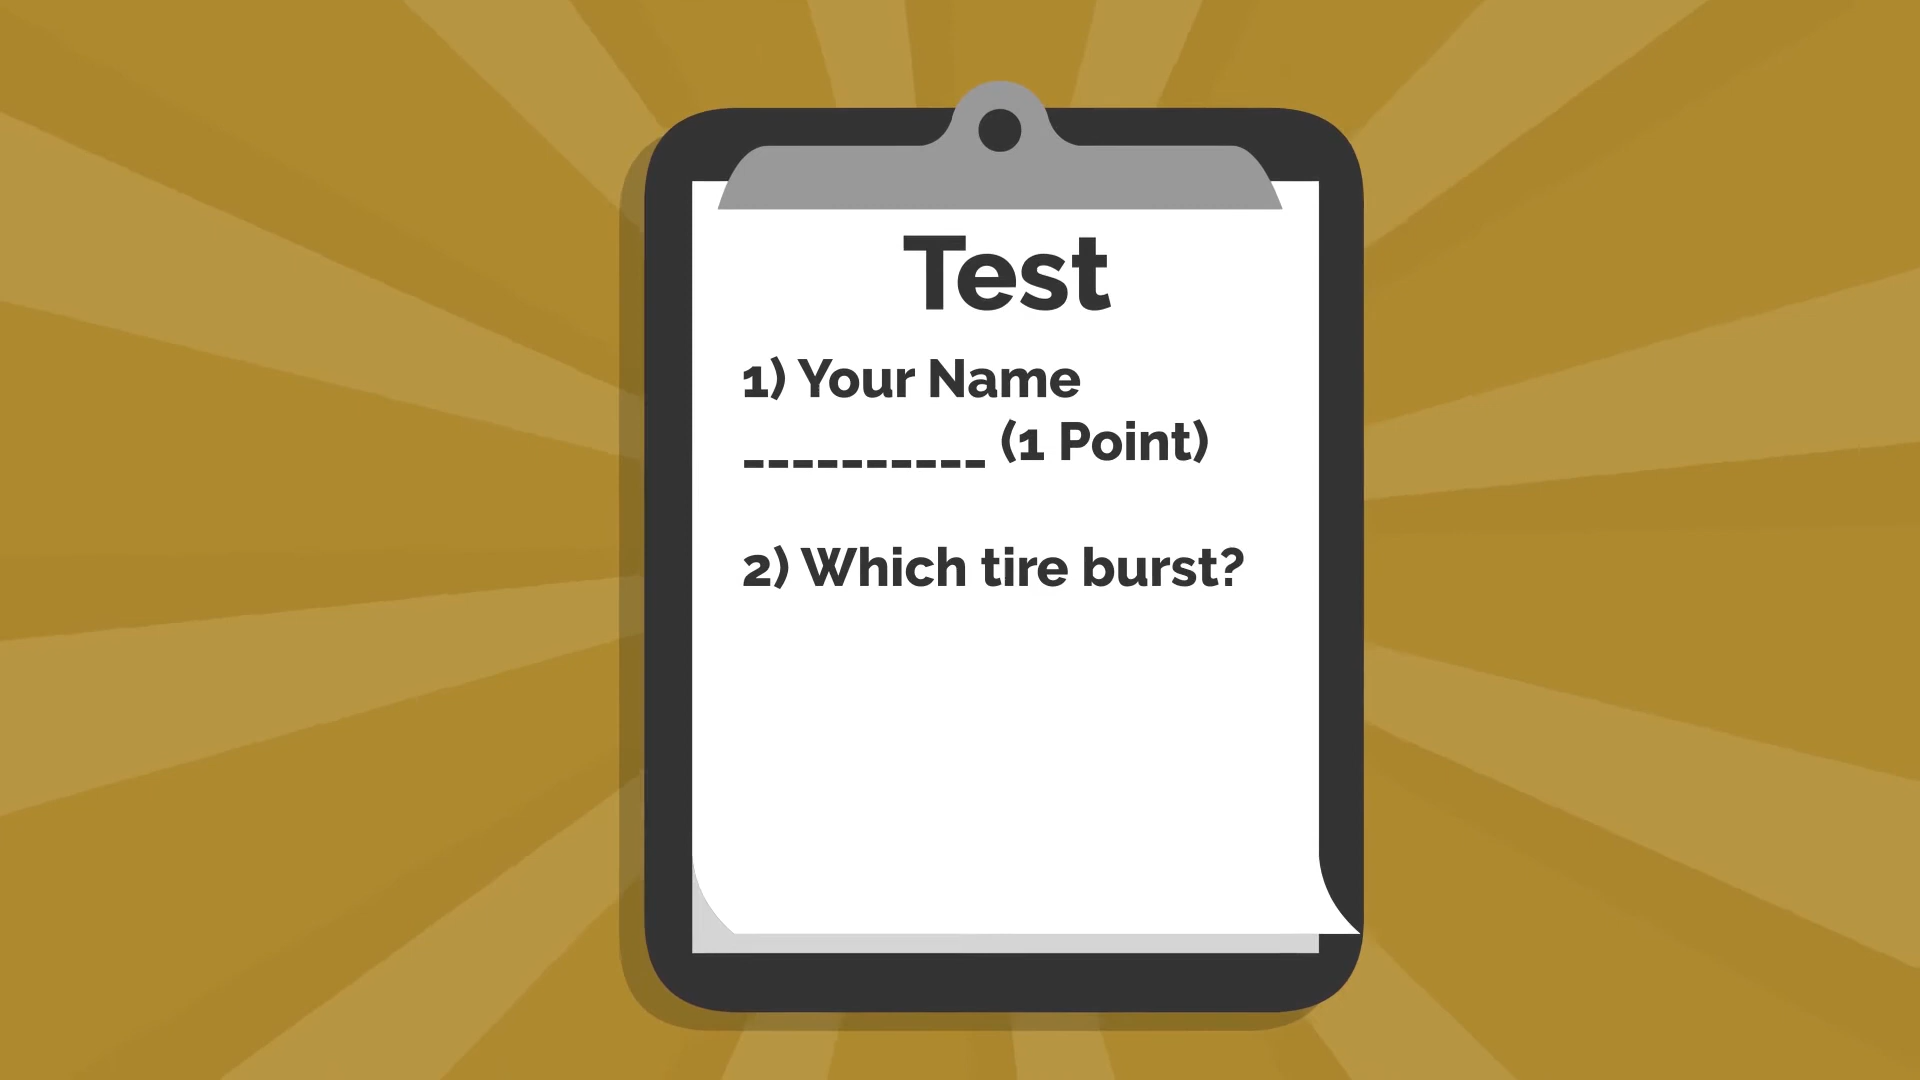 Test
1) Your Name
__________ (1 Point)
2) Which tire burst?